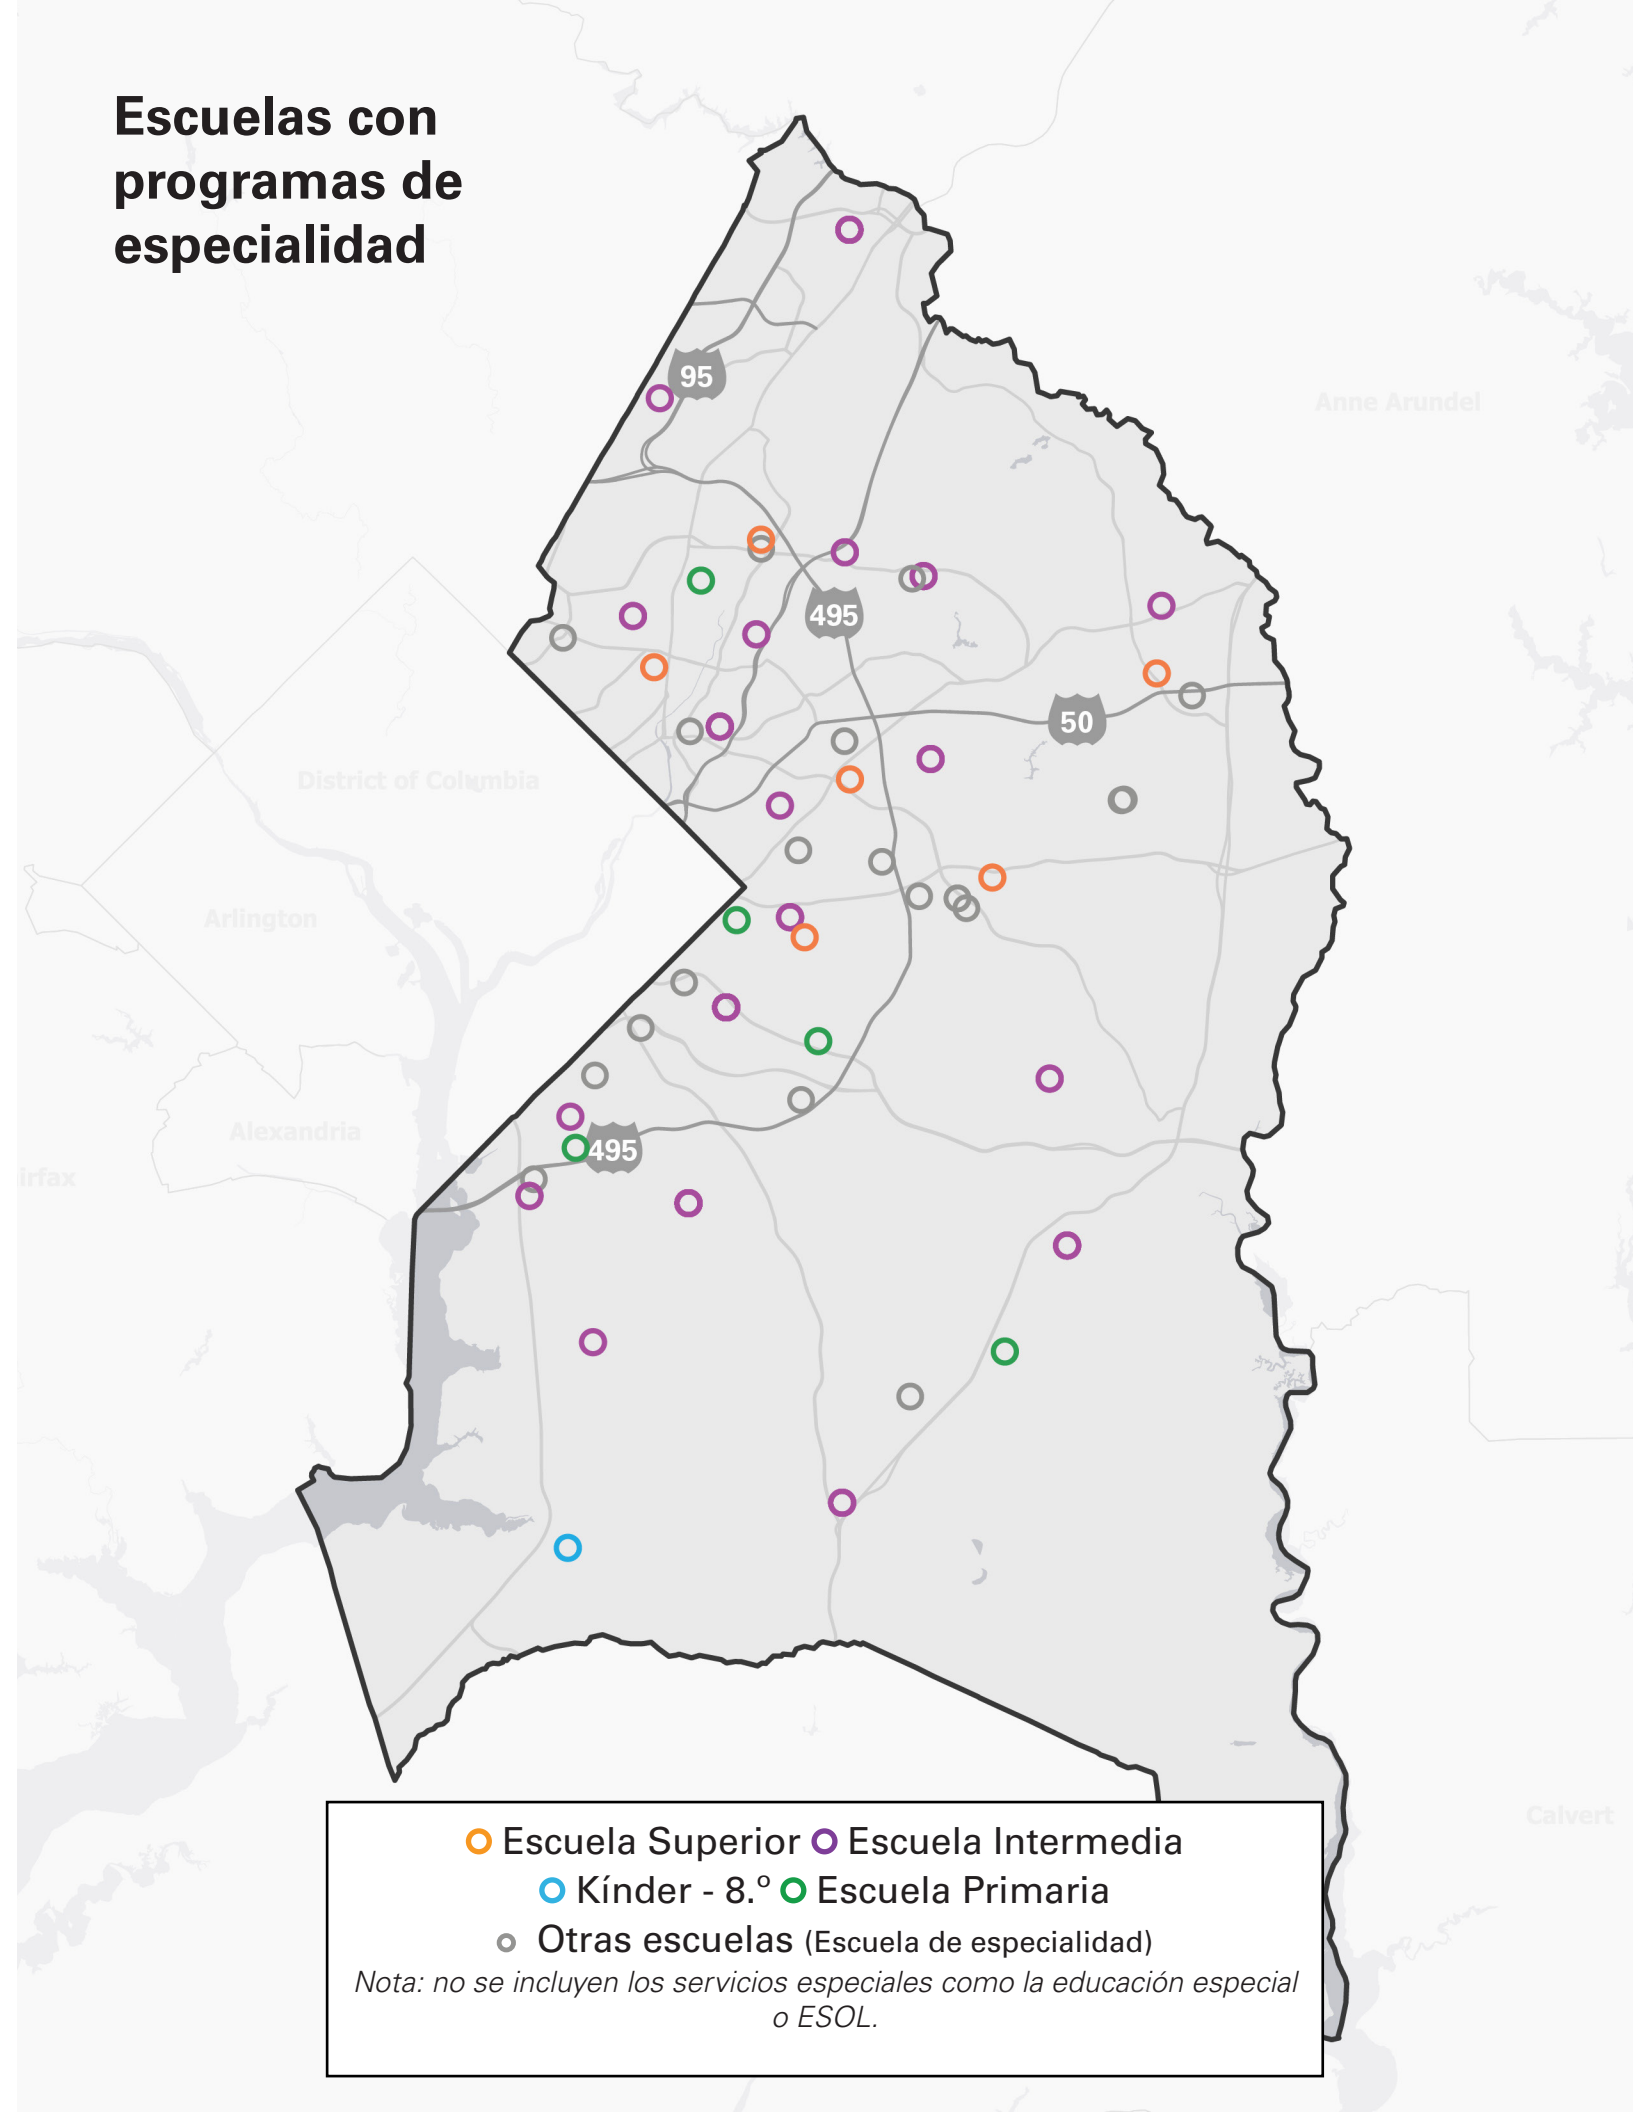 Escuelas con
programas de
especialidad
95
Anne Arundel
495
50
District of Columbia
Arlington
Alexandria
495
irfax
Calvert
Escuela Superior Escuela Intermedia
Kínder - 8.º Escuela Primaria
Otras escuelas (Escuela de especialidad)
Nota: no se incluyen los servicios especiales como la educación especial
o ESOL.